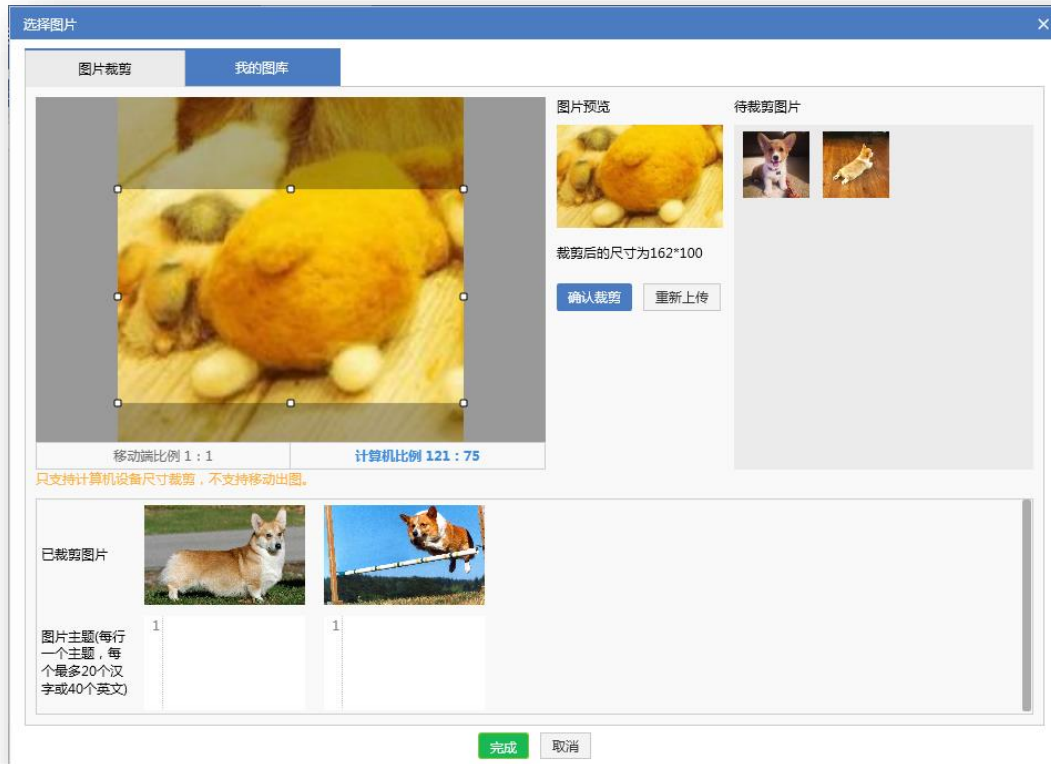 选择图片
图片裁剪
我的图库
图片预览
待裁剪图片
裁剪后的尺寸为162*100
确认裁剪
重新上传
移动端比例 1：1
计算机比例 121：75
只支持计算机设备尺寸裁剪，不支持移动出图。
已裁剪图片
图片主题(每行
一个主题，每
个最多20个汉
字或40个英文)
1
1
完成
取消